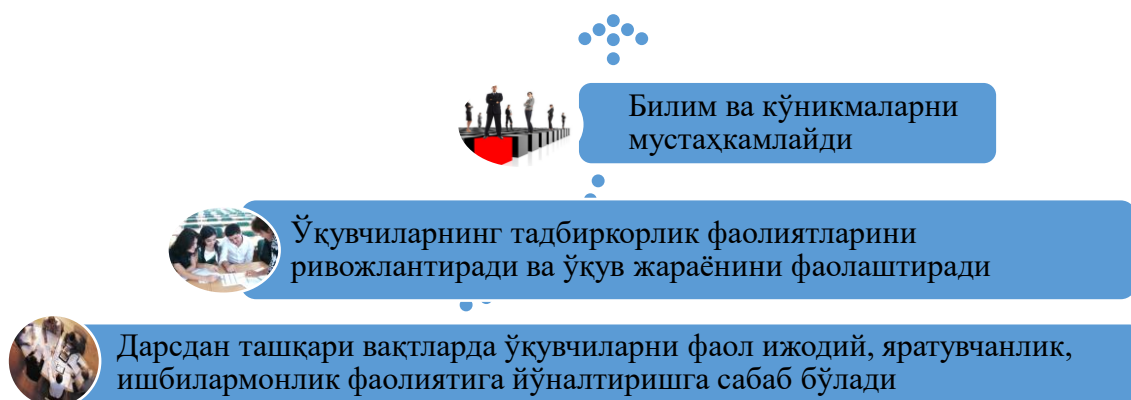 Билим ва кўникмаларни
мустаҳкамлайди
Ўқувчиларнинг тадбиркорлик фаолиятларини
ривожлантиради ва ўқув жараёнини фаолаштиради
Дарсдан ташқари вақтларда ўқувчиларни фаол ижодий, яратувчанлик,
ишбилармонлик фаолиятига йўналтиришга сабаб бўлади